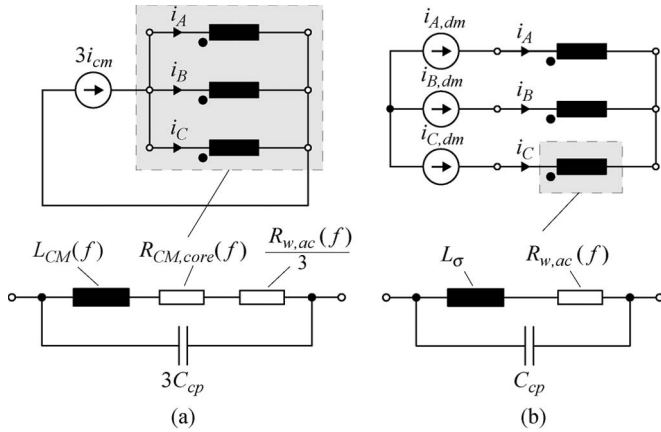 i_A
3i_cm
i_B
i_C
L_CM(f)
R_CM,core(f)
R_w,ac(f)
3
3C_cp
(a)
i_A,dm
i_A
i_B,dm
i_B
i_C,dm
i_C
L_σ
R_w,ac(f)
C_cp
(b)